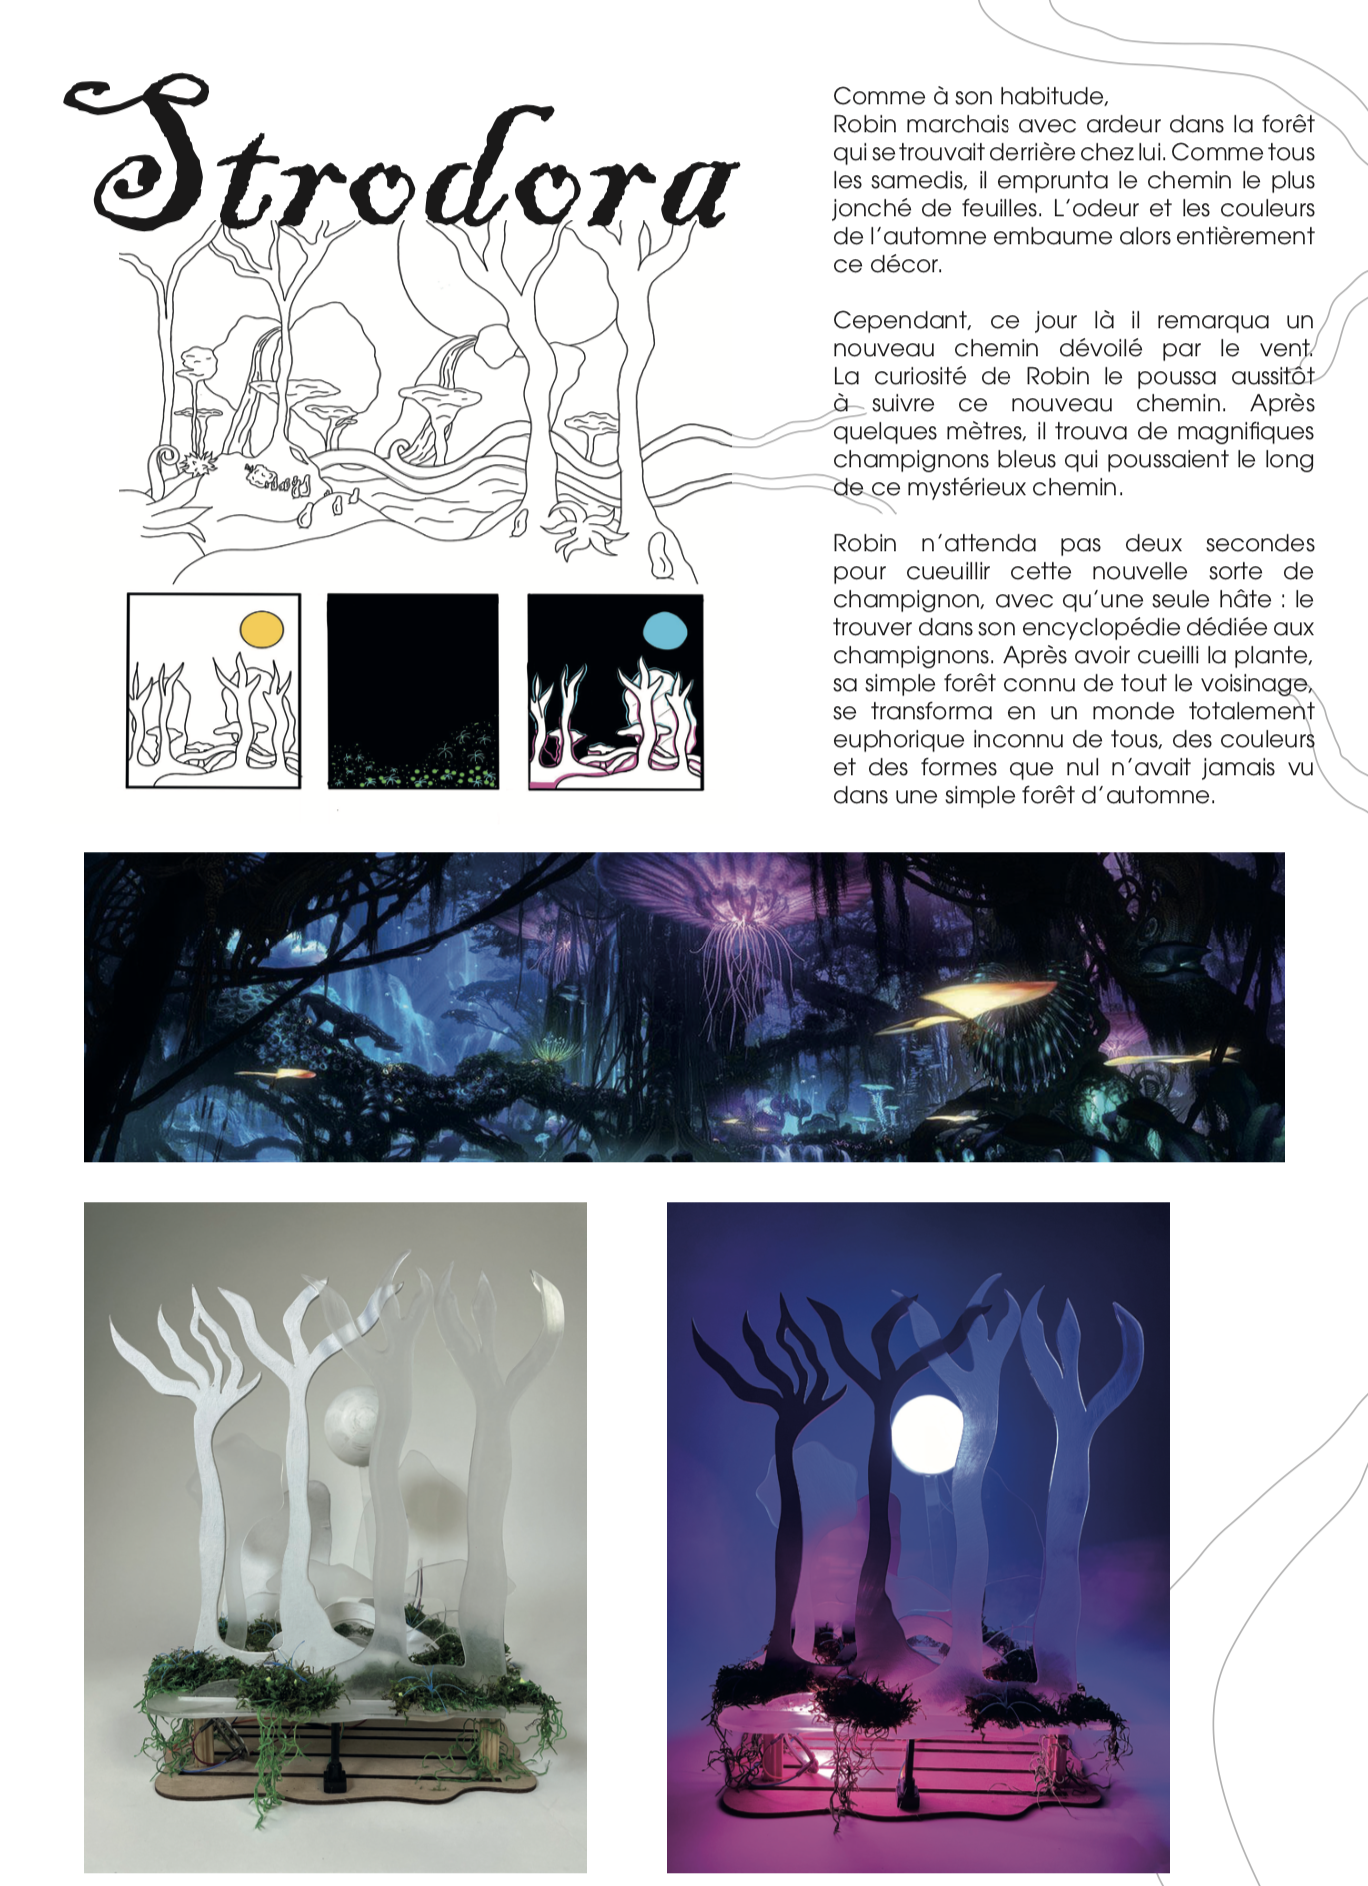 Strodora
Comme à son habitude,
Robin marchais avec ardeur dans la forêt
qui se trouvait derrière chez lui. Comme tous
les samedis, il emprunta le chemin le plus
jonché de feuilles. L'odeur et les couleurs
de l'automne embaume alors entièrement
ce décor.
Cependant, ce jour là il remarqua un
nouveau chemin dévoilé par le vent.
La curiosité de Robin le poussa aussitôt
à suivre ce nouveau chemin. Après
quelques mètres, il trouva de magnifiques
champignons bleus qui poussaient le long
de ce mystérieux chemin.
Robin n'attenda pas deux secondes
pour cueuillir cette nouvelle sorte de
champignon, avec qu'une seule hâte : le
trouver dans son encyclopédie dédiée aux
champignons. Après avoir cueilli la plante,
sa simple forêt connu de tout le voisinage,
se transforma en un monde totalement
euphorique inconnu de tous, des couleurs
et des formes que nul n'avait jamais vu
dans une simple forêt d'automne.